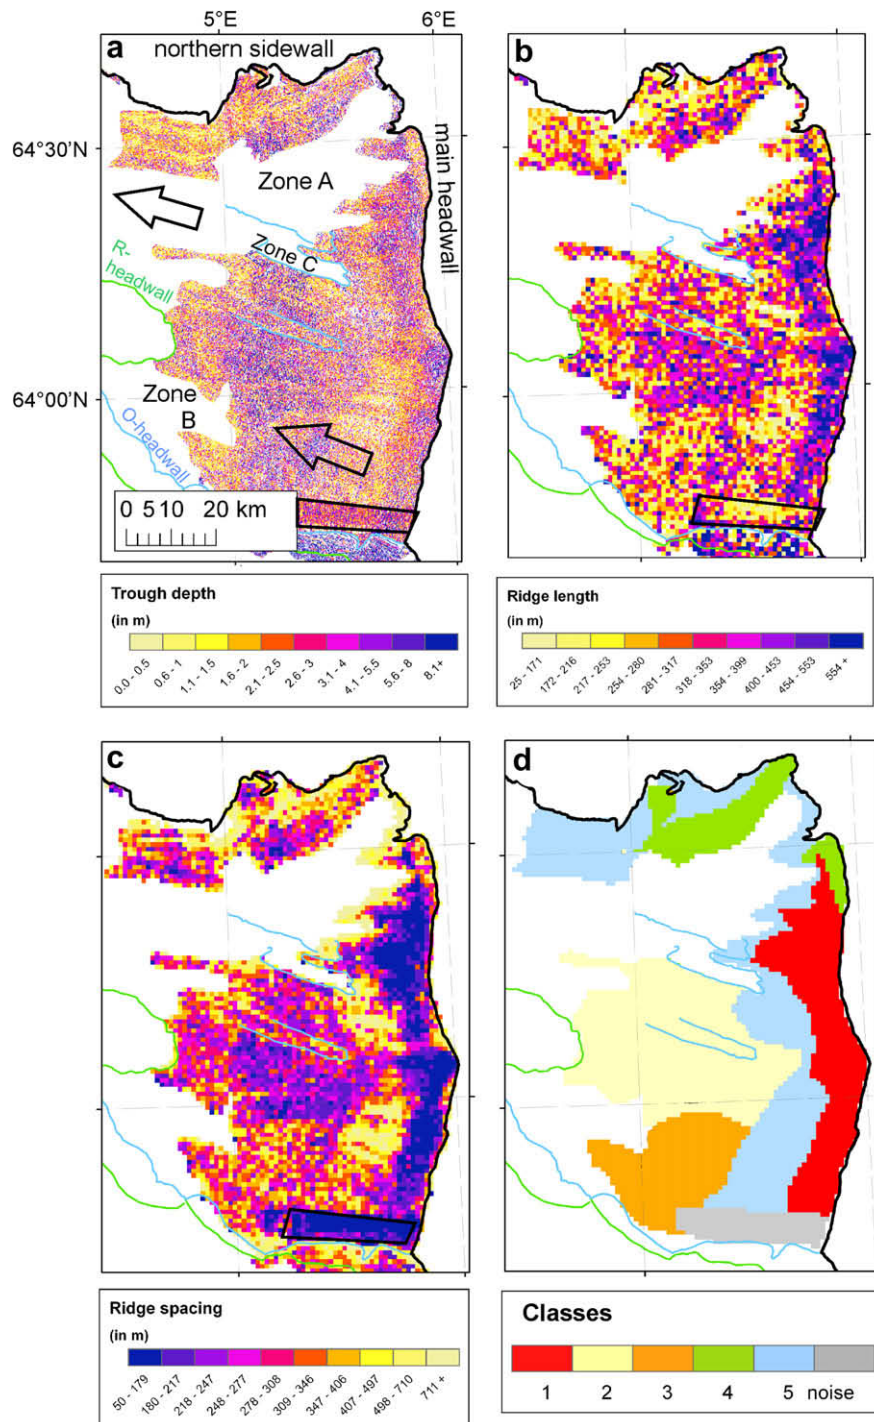 5°E
6°E
a
northern sidewall
b
64°30'N
Zone A
main headwall
Zone C
R-
headwall
64°00'N
Zone
B
O-headwall
0 5 10 20 km
Trough depth
(in m)
0.0 - 0.5
0.6 - 1
1.1 - 1.5
1.6 - 2
2.1 - 2.5
2.6 - 3
3.1 - 4
4.1 - 5.5
5.6 - 8
8.1+
Ridge length
(in m)
25 - 171
172 - 216
217 - 253
254 - 280
281 - 317
318 - 353
354 - 399
400 - 453
454 - 553
554 +
c
d
Ridge spacing
(in m)
50 - 179
180 - 217
218 - 247
248 - 277
278 - 308
309 - 346
347 - 406
407 - 497
498 - 710
711 +
Classes
1 2 3 4 5 noise